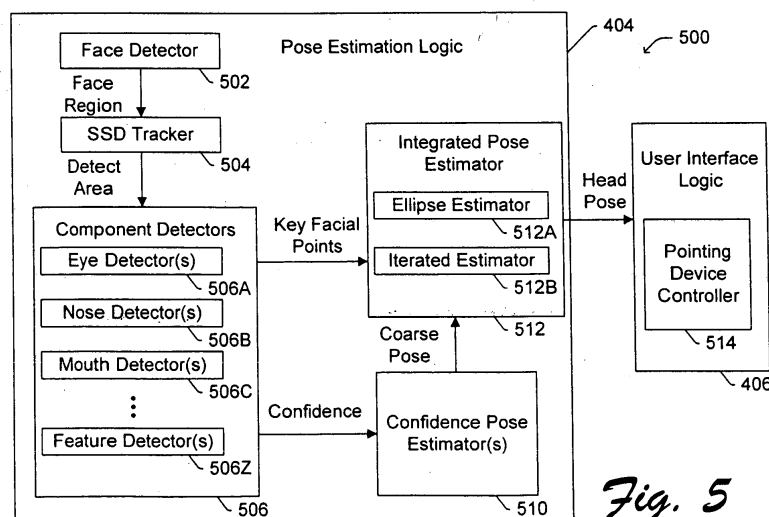 Pose Estimation Logic
404
500
Face Detector
502
Face
Region
SSD Tracker
504
Detect
Area
Component Detectors
Eye Detector(s)
506A
Nose Detector(s)
506B
Mouth Detector(s)
506C
Feature Detector(s)
506Z
506
Key Facial
Points
Confidence
Integrated Pose
Estimator
Ellipse Estimator
512A
Iterated Estimator
512B
512
Coarse
Pose
Confidence Pose
Estimator(s)
510
Head
Pose
User Interface
Logic
Pointing
Device
Controller
514
406
Fig. 5